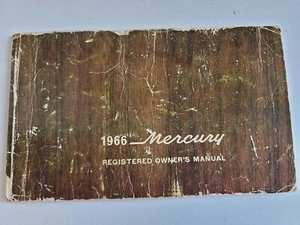 1966 Mercury
REGISTERED OWNER'S MANUAL